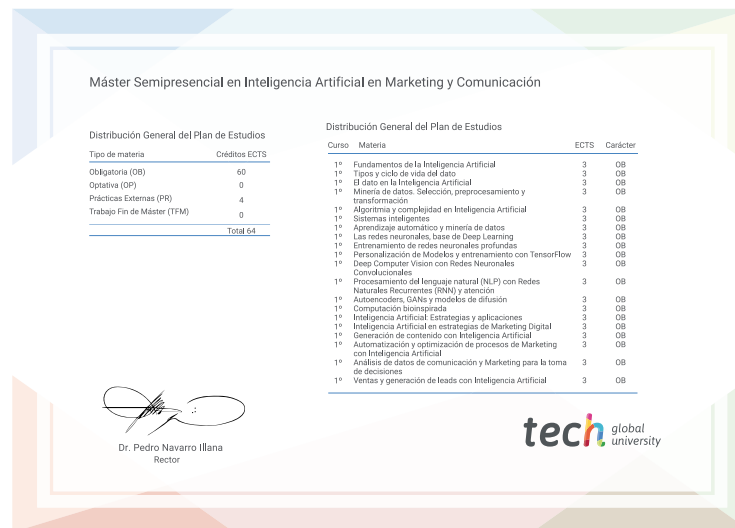 Máster Semipresencial en Inteligencia Artificial en Marketing y Comunicación
Distribución General del Plan de Estudios
Tipo de materia Créditos ECTS
Obligatoria (OB) 60
Optativa (OP) 0
Prácticas Externas (PR) 4
Trabajo Fin de Máster (TFM) 0
Total 64
Distribución General del Plan de Estudios
Curso Materia ECTS Carácter
1º Fundamentos de la Inteligencia Artificial 3 OB
1º Tipos y ciclo de vida del dato 3 OB
1º El dato en la Inteligencia Artificial 3 OB
1º Minería de datos. Selección, preprocesamiento y 3 OB
transformación
1º Algoritmia y complejidad en Inteligencia Artificial 3 OB
1º Sistemas inteligentes 3 OB
1º Aprendizaje automático y minería de datos 3 OB
1º Las redes neuronales, base de Deep Learning 3 OB
1º Entrenamiento de redes neuronales profundas 3 OB
1º Personalización de Modelos y entrenamiento con TensorFlow 3 OB
1º Deep Computer Vision con Redes Neuronales 3 OB
Convolucionales
1º Procesamiento del lenguaje natural (NLP) con Redes 3 OB
Naturales Recurrentes (RNN) y atención
1º Autoencoders, GANs y modelos de difusión 3 OB
1º Computación bioinspirada 3 OB
1º Inteligencia Artificial: Estrategias y aplicaciones 3 OB
1º Inteligencia Artificial en estrategias de Marketing Digital 3 OB
1º Generación de contenido con Inteligencia Artificial 3 OB
1º Automatización y optimización de procesos de Marketing 3 OB
con Inteligencia Artificial
1º Análisis de datos de comunicación y Marketing para la toma 3 OB
de decisiones
1º Ventas y generación de leads con Inteligencia Artificial 3 OB
Dr. Pedro Navarro Illana
Rector
tech global
university